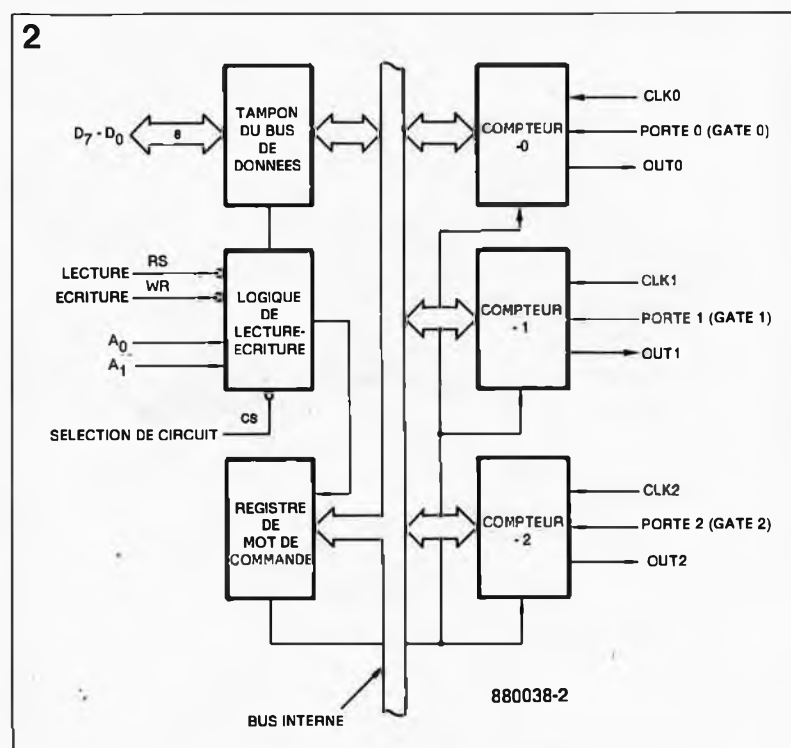 2
D7 - D0
8
TAMPON
DU BUS
DE
DONNEES
COMPTEUR
-0
CLK0
PORTE 0 (GATE 0)
OUT0
LECTURE
RS
ECRITURE
WR
A0
A1
LOGIQUE
DE
LECTURE-
ECRITURE
CS
SELECTION DE CIRCUIT
COMPTEUR
- 1
CLK1
PORTE 1 (GATE 1)
OUT1
REGISTRE
DE
MOT DE
COMMANDE
COMPTEUR
- 2
CLK2
PORTE 2 (GATE 2)
OUT2
BUS INTERNE
880038-2